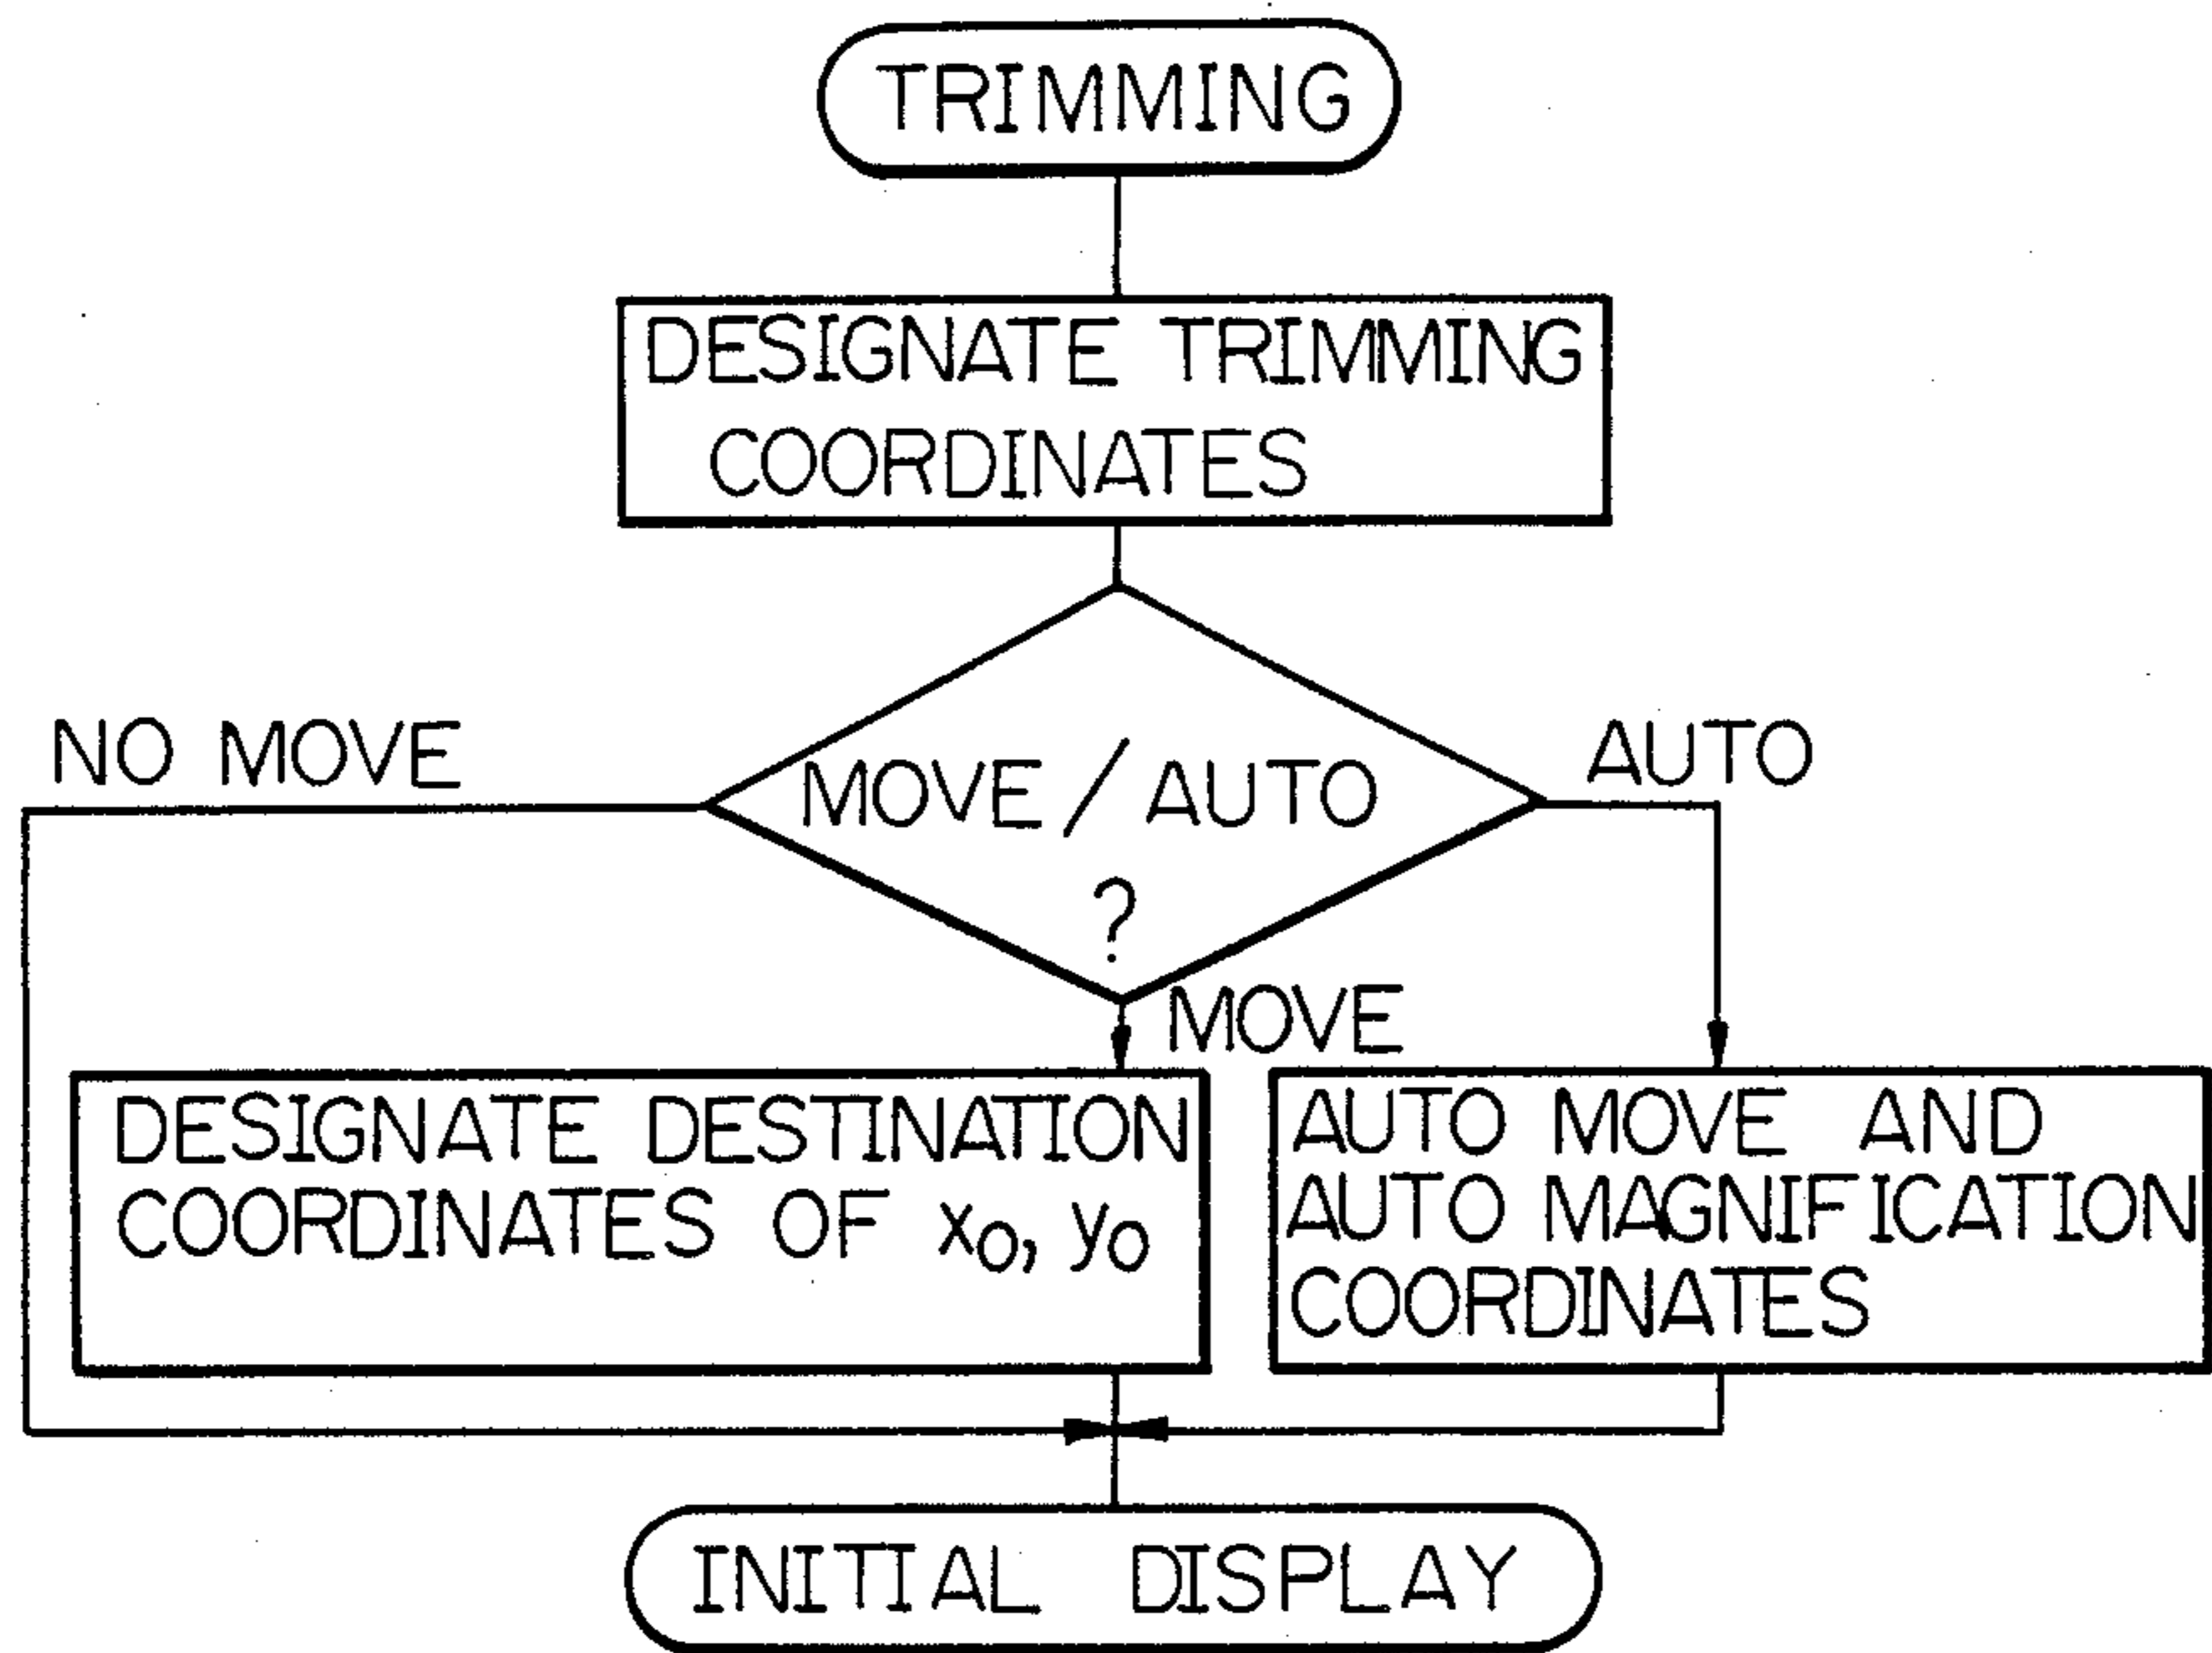 TRIMMING
DESIGNATE TRIMMING
COORDINATES
NO MOVE
MOVE/AUTO
?
AUTO
MOVE
DESIGNATE DESTINATION
COORDINATES OF x₀, y₀
AUTO MOVE AND
AUTO MAGNIFICATION
COORDINATES
INITIAL DISPLAY